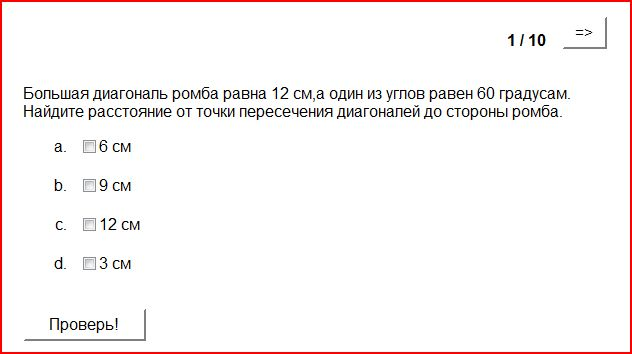 1 / 10
=>
Большая диагональ ромба равна 12 см,а один из углов равен 60 градусам.
Найдите расстояние от точки пересечения диагоналей до стороны ромба.
a. 6 см
b. 9 см
c. 12 см
d. 3 см
Проверь!